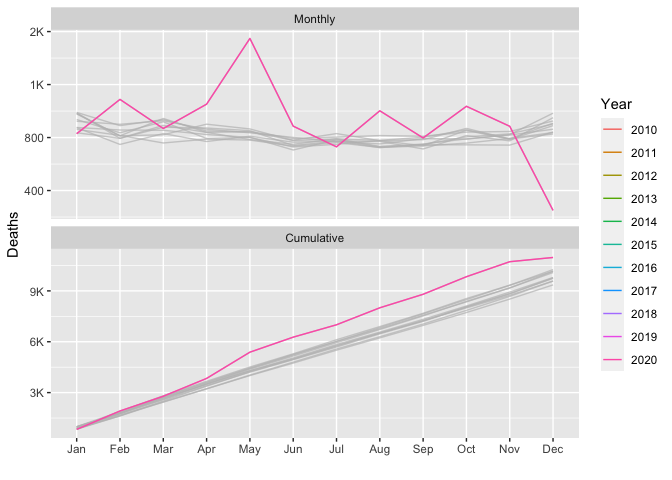 Monthly
2K
1K
800
400
Deaths
Cumulative
9K
6K
3K
Jan Feb Mar Apr May Jun Jul Aug Sep Oct Nov Dec
Year
2010
2011
2012
2013
2014
2015
2016
2017
2018
2019
2020